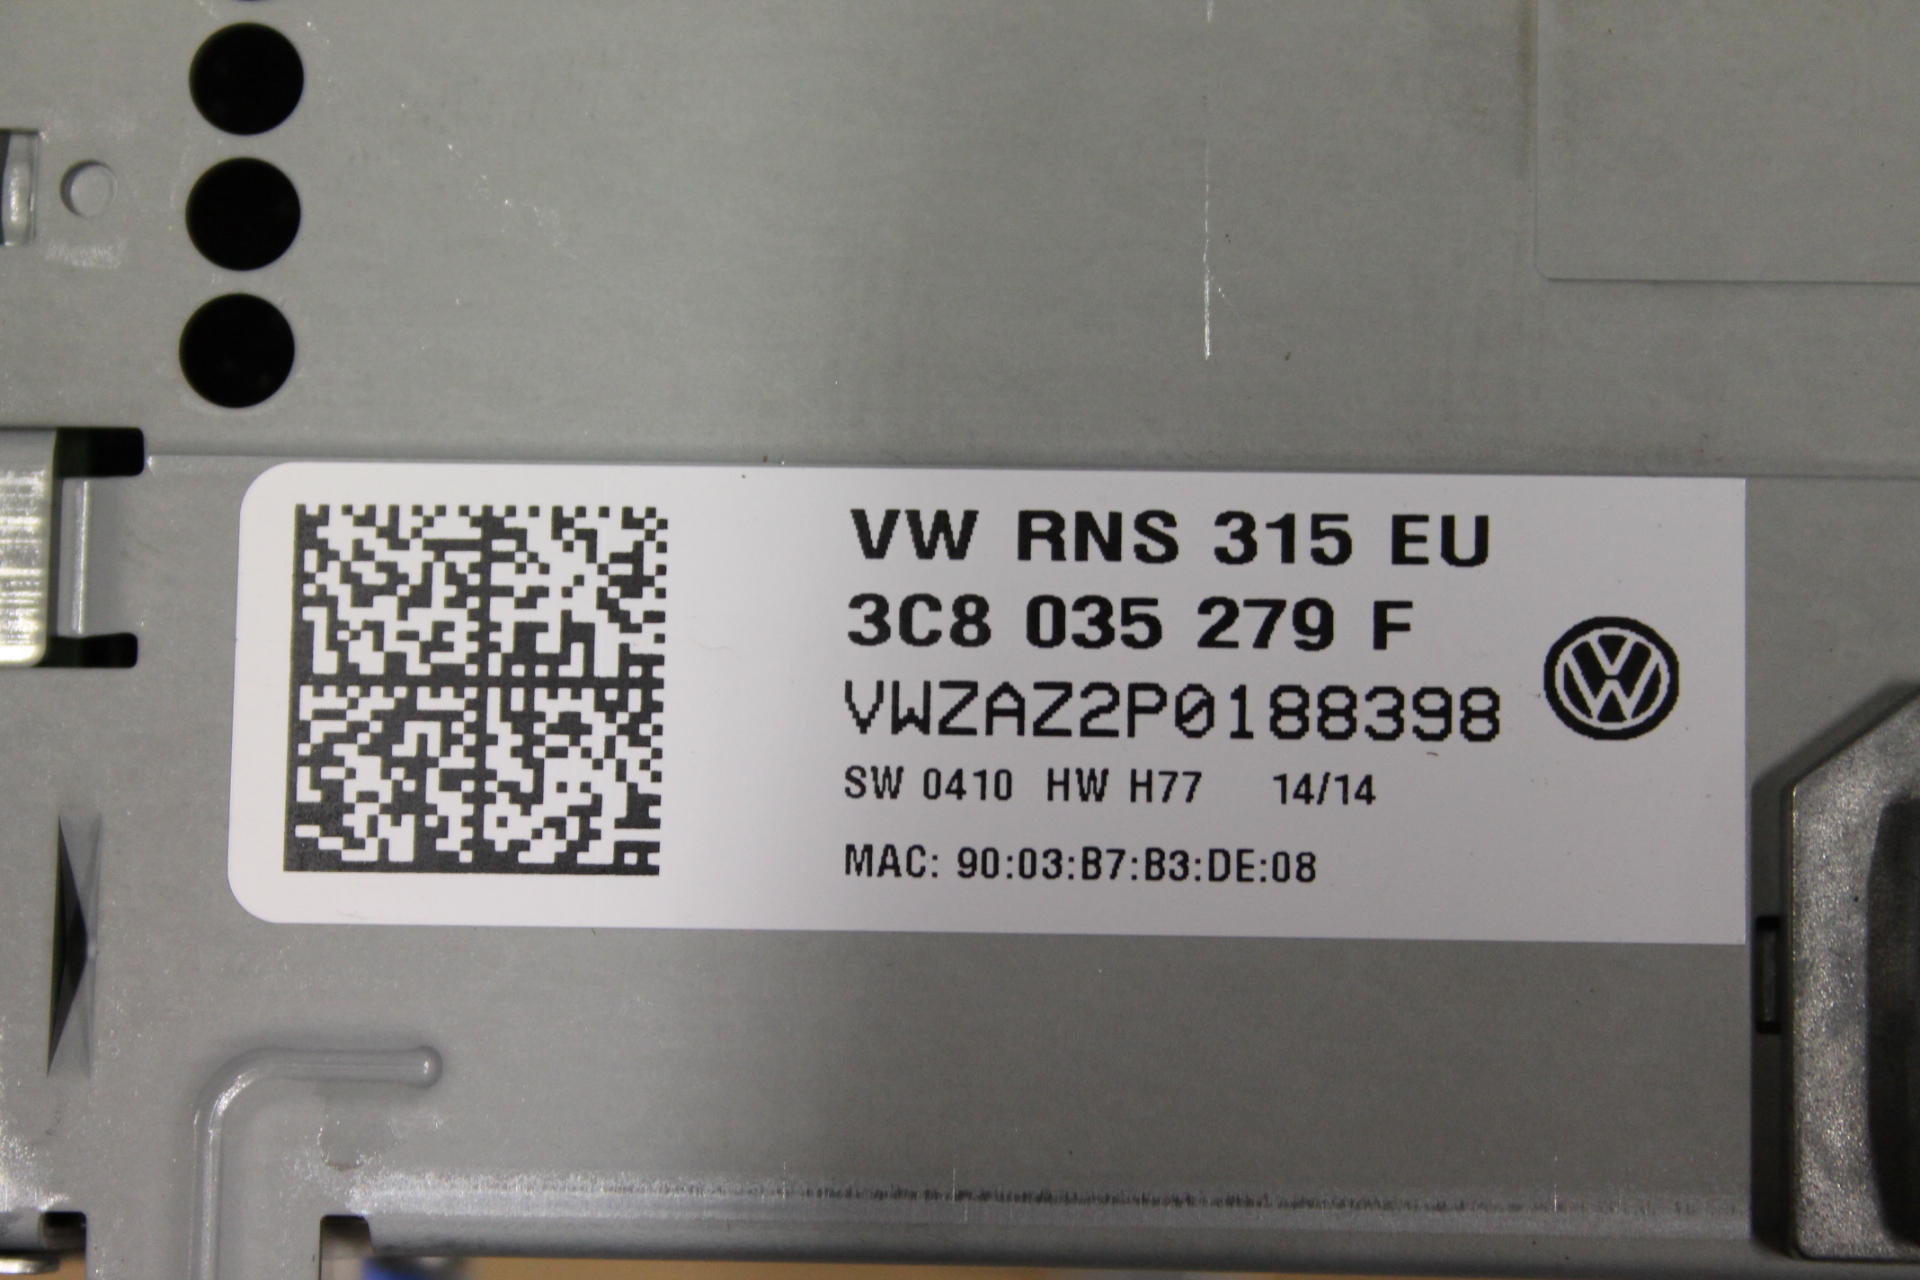 VW RNS 315 EU
3C8 035 279 F
VWZAZ2P0188398
SW 0410 HW H77 14/14
MAC: 90:03:B7:B3:DE:08